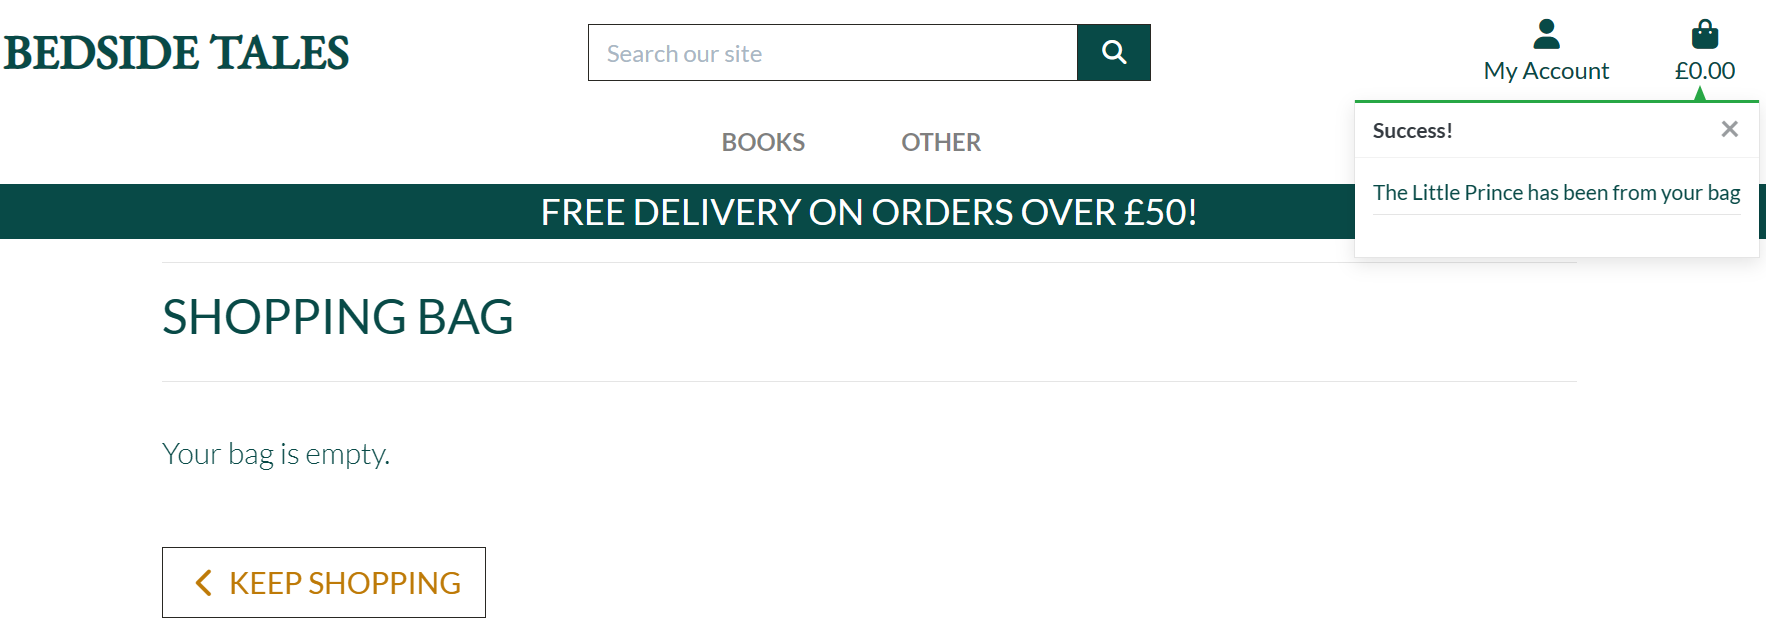 BEDSIDE TALES
Search our site
My Account
£0.00
BOOKS
OTHER
Success!
The Little Prince has been from your bag
FREE DELIVERY ON ORDERS OVER £50!
SHOPPING BAG
Your bag is empty.
KEEP SHOPPING